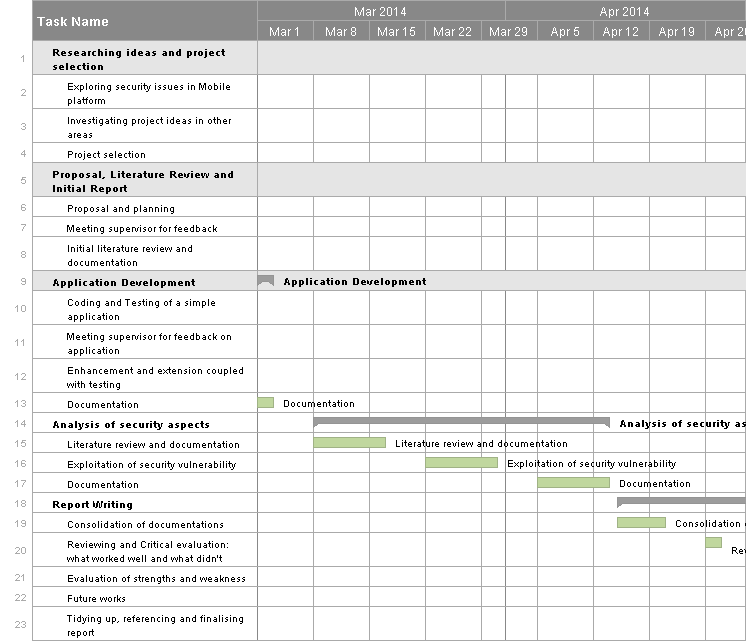 Task Name
Mar 2014
Apr 2014
Mar 1
Mar 8
Mar 15
Mar 22
Mar 29
Apr 5
Apr 12
Apr 19
Apr 20
1
Researching ideas and project
selection
2
Exploring security issues in Mobile
platform
3
Investigating project ideas in other
areas
4
Project selection
5
Proposal, Literature Review and
Initial Report
6
Proposal and planning
7
Meeting supervisor for feedback
8
Initial literature review and
documentation
9
Application Development
Application Development
10
Coding and Testing of a simple
application
11
Meeting supervisor for feedback on
application
12
Enhancement and extension coupled
with testing
13
Documentation
Documentation
14
Analysis of security aspects
Analysis of security as
15
Literature review and documentation
Literature review and documentation
16
Exploitation of security vulnerability
Exploitation of security vulnerability
17
Documentation
Documentation
18
Report Writing
19
Consolidation of documentations
Consolidation
20
Reviewing and Critical evaluation:
what worked well and what didn't
Rev
21
Evaluation of strengths and weakness
22
Future works
23
Tidying up, referencing and finalising
report